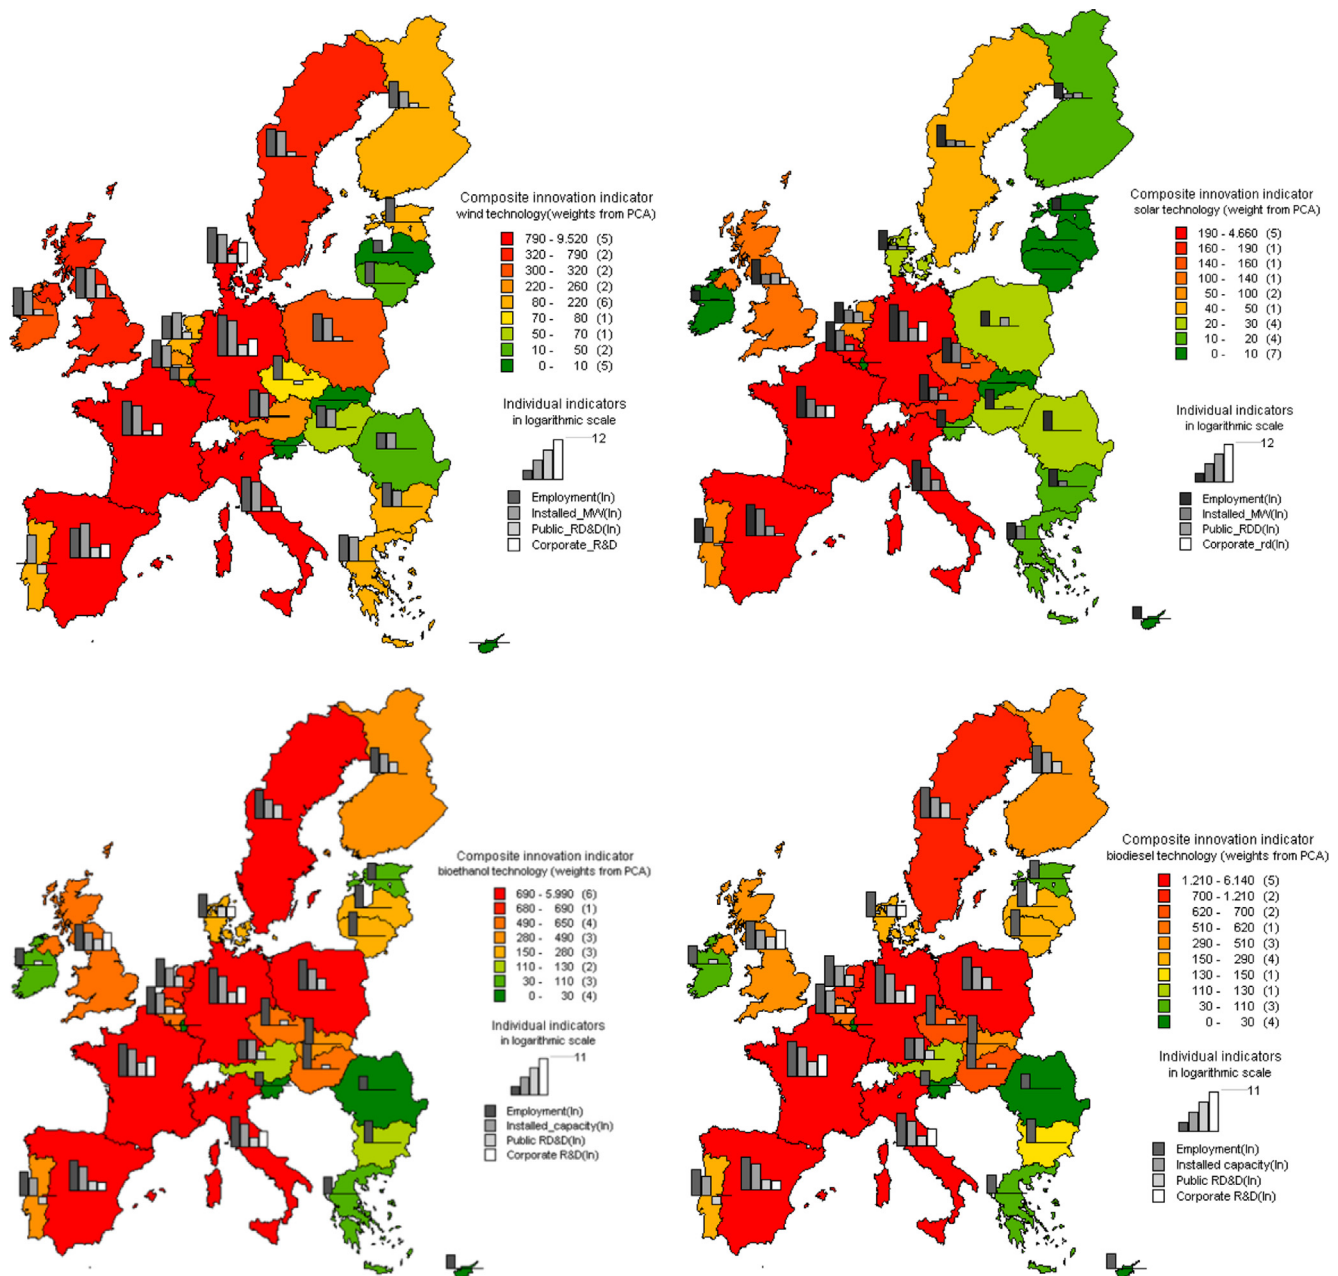 Composite innovation indicator
wind technology(weights from PCA)
790 - 9.520 (5)
320 - 790 (2)
300 - 320 (2)
220 - 260 (2)
80 - 220 (6)
70 - 80 (1)
50 - 70 (1)
10 - 50 (2)
0 - 10 (5)
Individual indicators
in logarithmic scale
12
Employment(ln)
Installed_MW(ln)
Public_RD&D(ln)
Corporate_R&D
Composite innovation indicator
solar technology (weight from PCA)
190 - 4.660 (5)
160 - 190 (1)
140 - 160 (1)
100 - 140 (1)
50 - 100 (2)
40 - 50 (1)
20 - 30 (4)
10 - 20 (4)
0 - 10 (7)
Individual indicators
in logarithmic scale
12
Employment(ln)
Installed_MW(ln)
Public_RDD(ln)
Corporate_rd(ln)
Composite innovation indicator
bioethanol technology (weights from PCA)
690 - 5.990 (6)
680 - 690 (1)
490 - 650 (4)
280 - 490 (3)
150 - 280 (3)
110 - 130 (2)
30 - 110 (3)
0 - 30 (4)
Individual indicators
in logarithmic scale
11
Employment(ln)
Installed_capacity(ln)
Public RD&D(ln)
Corporate R&D(ln)
Composite innovation indicator
biodiesel technology (weights from PCA)
1.210 - 6.140 (5)
700 - 1.210 (2)
620 - 700 (2)
510 - 620 (1)
290 - 510 (3)
150 - 290 (4)
130 - 150 (1)
110 - 130 (1)
30 - 110 (3)
0 - 30 (4)
Individual indicators
in logarithmic scale
11
Employment(ln)
Installed capacity(ln)
Public RD&D(ln)
Corporate R&D(ln)